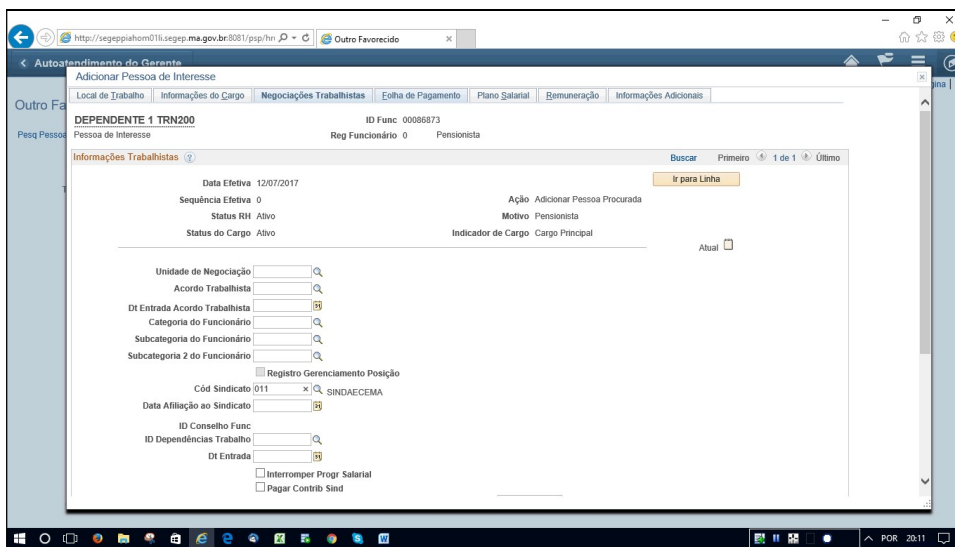 http://segeppiahom01li.segep.ma.gov.br:8081/psp/hri
Outro Favorecido
Autoatendimento do Gerente
Adicionar Pessoa de Interesse
Local de Trabalho Informações do Cargo Negociações Trabalhistas Folha de Pagamento Plano Salarial Remuneração Informações Adicionais
Outro Fa
DEPENDENTE 1 TRN200 ID Func 00086873
Pesq Pessoa Pessoa de Interesse Reg Funcionário 0 Pensionista
Informações Trabalhistas Buscar Primeiro 1 de 1 Último
Data Efetiva 12/07/2017 Ir para Linha
Sequência Efetiva 0 Ação Adicionar Pessoa Procurada
Status RH Ativo Motivo Pensionista
Status do Cargo Ativo Indicador de Cargo Cargo Principal
Atual
Unidade de Negociação
Acordo Trabalhista
Dt Entrada Acordo Trabalhista
Categoria do Funcionário
Subcategoria do Funcionário
Subcategoria 2 do Funcionário
Registro Gerenciamento Posição
Cód Sindicato 011 SINDAECEMA
Data Afiliação ao Sindicato
ID Conselho Func
ID Dependências Trabalho
Dt Entrada
Interromper Progr Salarial
Pagar Contrib Sind
POR 20:11